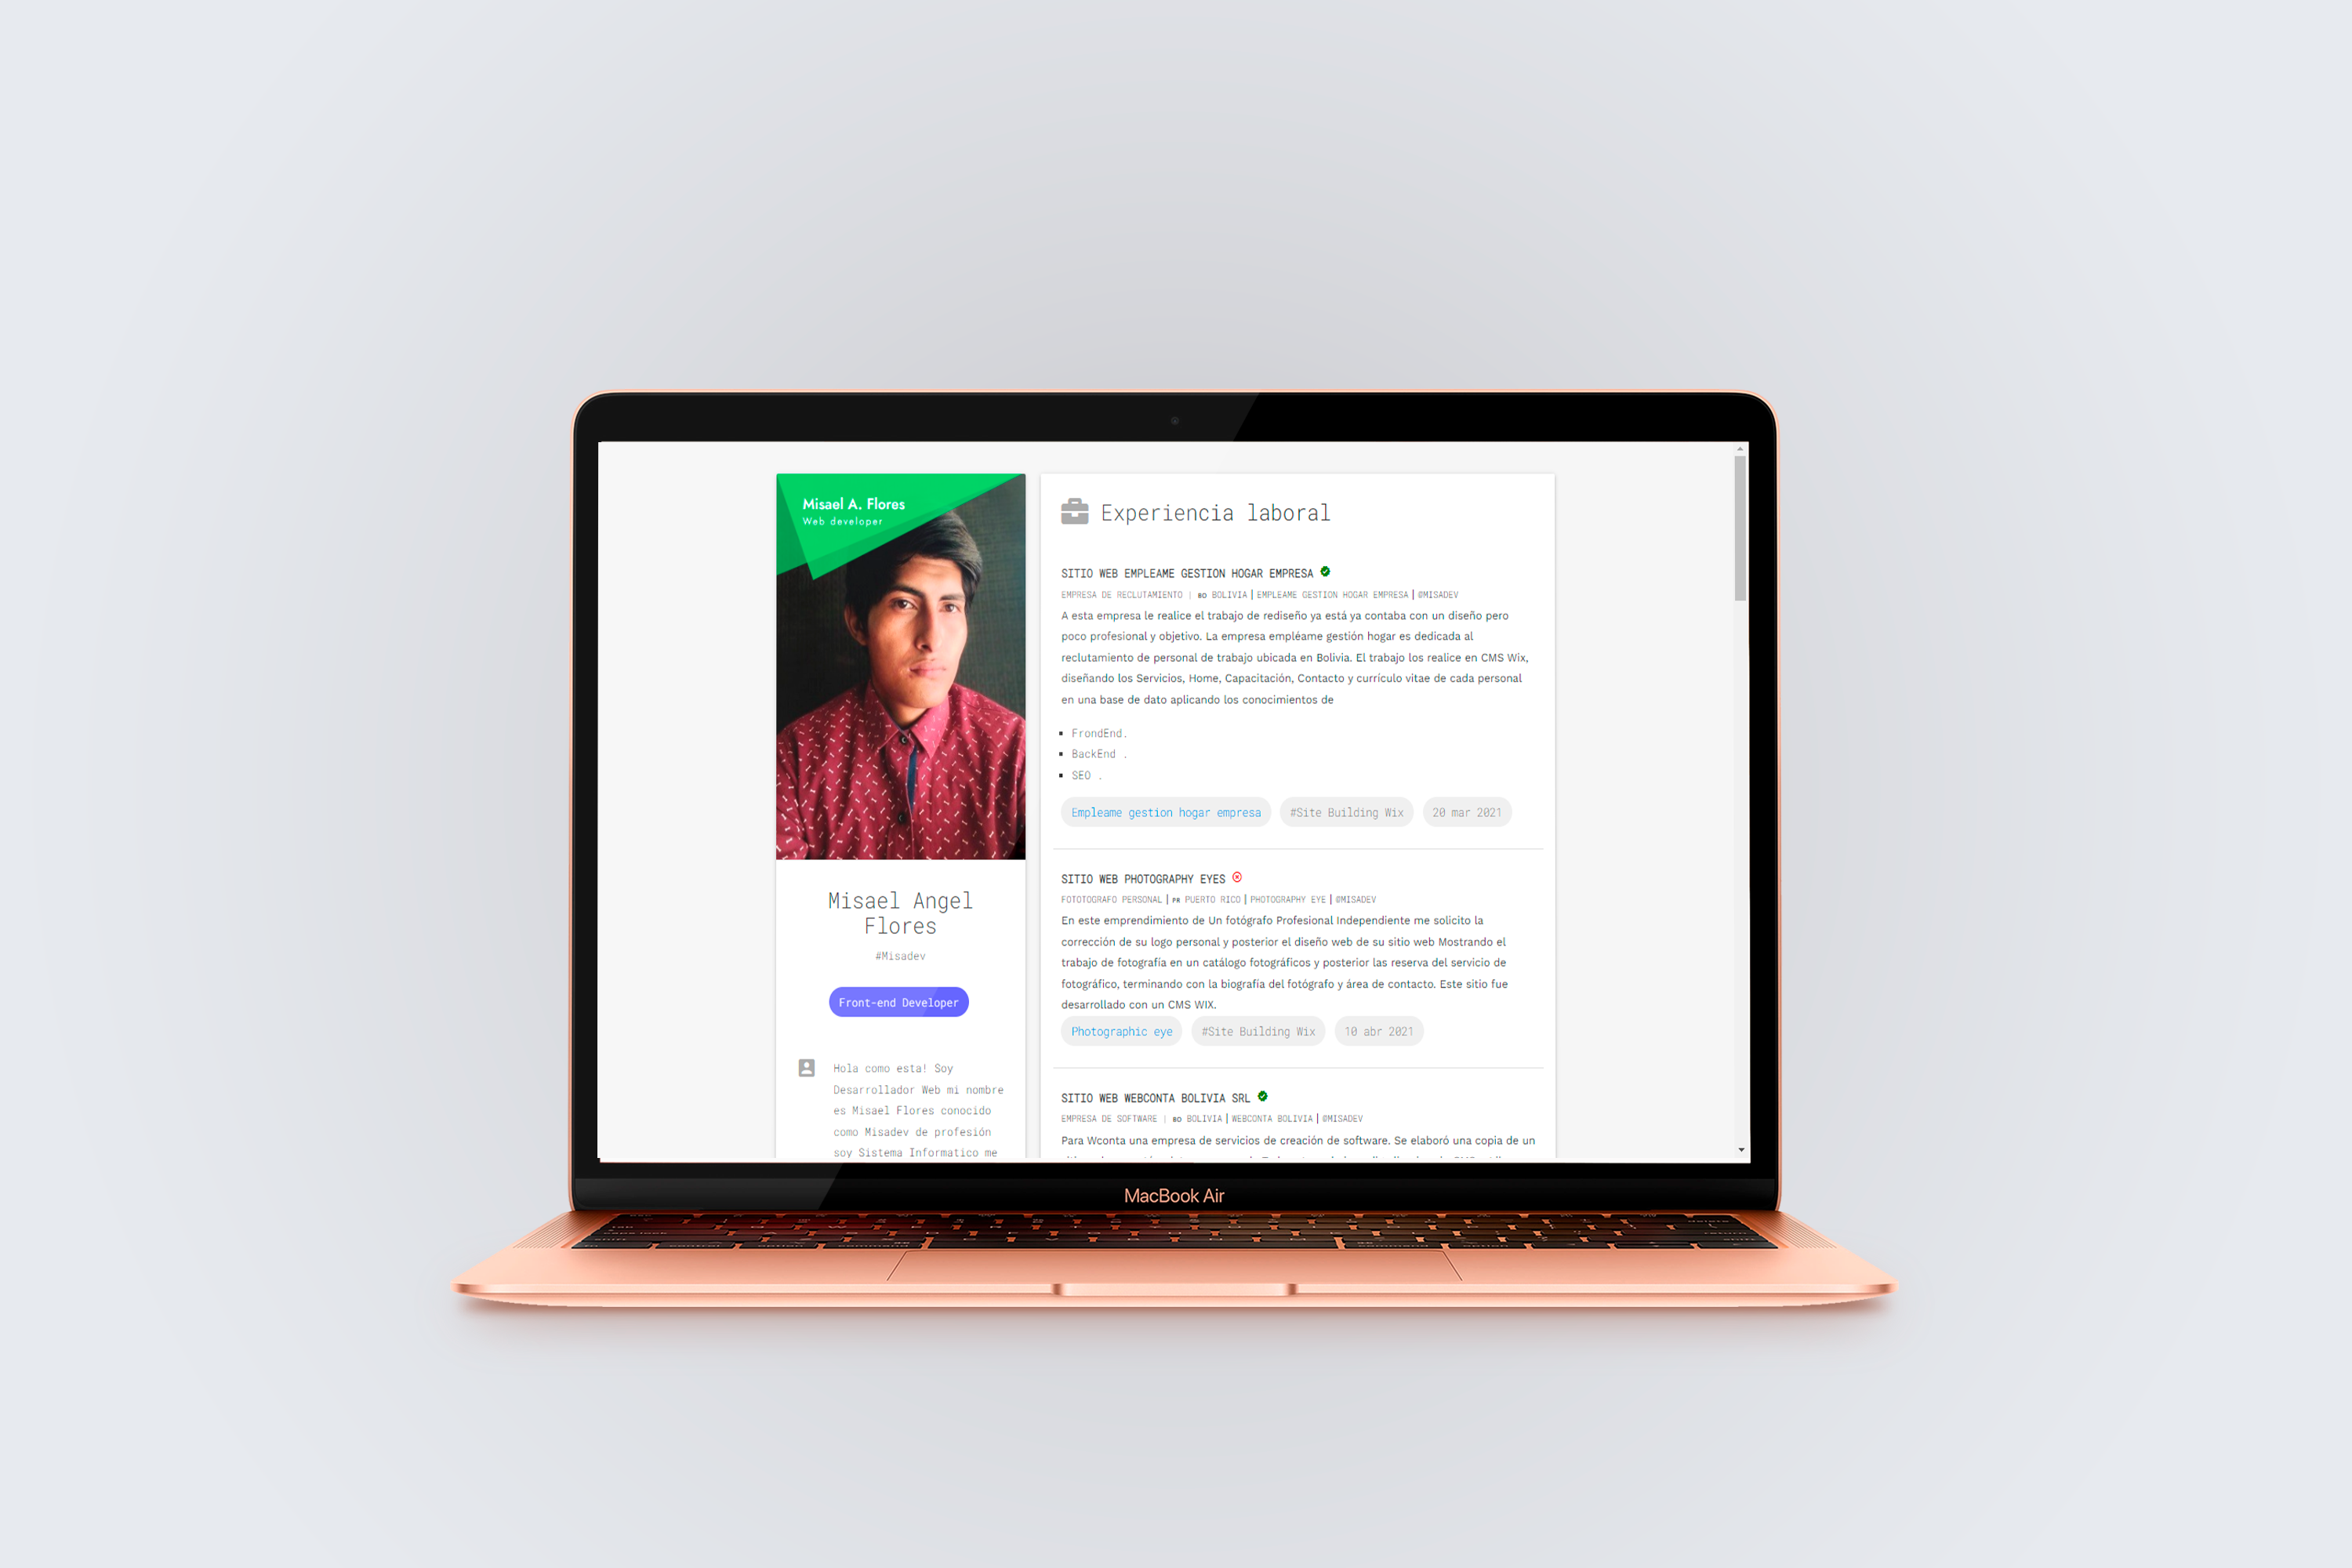 Misael A. Flores
Web developer
Misael Angel
Flores
#Misadev
Front-end Developer
Hola como esta! Soy
Desarrollador Web mi nombre
es Misael Flores conocido
como Misadev de profesión
soy Sistema Informatico me
Experiencia laboral
SITIO WEB EMPLEAME GESTION HOGAR EMPRESA
EMPRESA DE RECLUTAMIENTO | BO BOLIVIA | EMPLEAME GESTION HOGAR EMPRESA | @MISADEV
A esta empresa le realice el trabajo de rediseño ya está ya contaba con un diseño pero
poco profesional y objetivo. La empresa empléame gestión hogar es dedicada al
reclutamiento de personal de trabajo ubicada en Bolivia. El trabajo los realice en CMS Wix,
diseñando los Servicios, Home, Capacitación, Contacto y currículo vitae de cada personal
en una base de dato aplicando los conocimientos de
FrondEnd.
BackEnd .
SEO .
Empleame gestion hogar empresa #Site Building Wix 20 mar 2021
SITIO WEB PHOTOGRAPHY EYES
FOTOTOGRAFO PERSONAL | PR PUERTO RICO | PHOTOGRAPHY EYE | @MISADEV
En este emprendimiento de Un fotógrafo Profesional Independiente me solicito la
corrección de su logo personal y posterior el diseño web de su sitio web Mostrando el
trabajo de fotografía en un catálogo fotográficos y posterior las reserva del servicio de
fotográfico, terminando con la biografía del fotógrafo y área de contacto. Este sitio fue
desarrollado con un CMS WIX.
Photographic eye #Site Building Wix 10 abr 2021
SITIO WEB WEBCONTA BOLIVIA SRL
EMPRESA DE SOFTWARE | BO BOLIVIA | WEBCONTA BOLIVIA | @MISADEV
Para Wconta una empresa de servicios de creación de software. Se elaboró una copia de un
MacBook Air